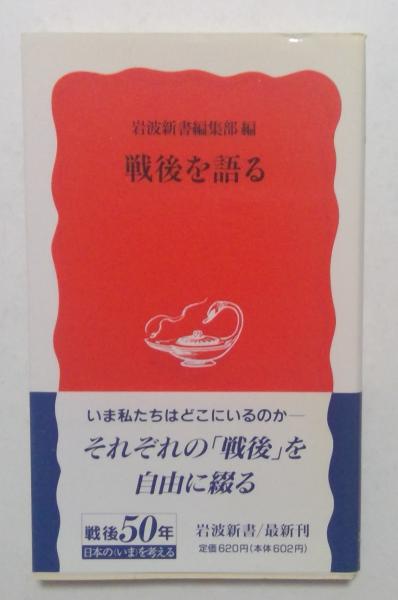 岩波新書編集部 編
戦後を語る
いま私たちはどこにいるのか─
それぞれの「戦後」を
自由に綴る
戦後50年
日本の〈いま〉を考える
岩波新書/最新刊
定価620円(本体602円)